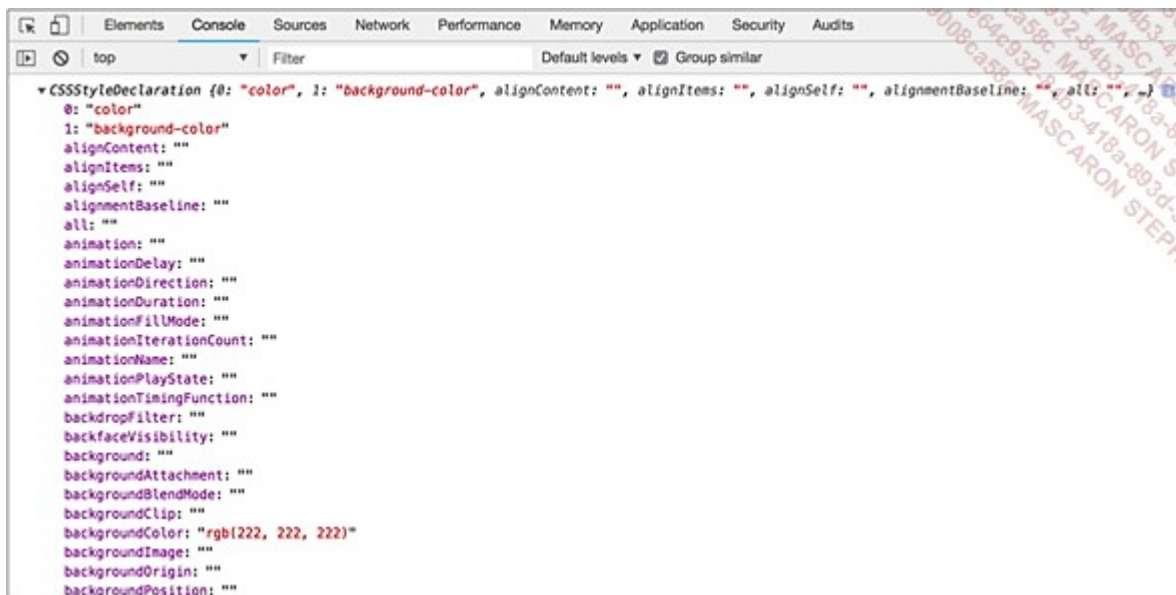 Elements Console Sources Network Performance Memory Application Security Audits
top ▼ Filter Default levels ▼ Group similar
▼ CSSStyleDeclaration {0: "color", 1: "background-color", alignContent: "", alignItems: "", alignSelf: "", alignmentBaseline: "", all: "", …}
0: "color"
1: "background-color"
alignContent: ""
alignItems: ""
alignSelf: ""
alignmentBaseline: ""
all: ""
animation: ""
animationDelay: ""
animationDirection: ""
animationDuration: ""
animationFillMode: ""
animationIterationCount: ""
animationName: ""
animationPlayState: ""
animationTimingFunction: ""
backdropFilter: ""
backfaceVisibility: ""
background: ""
backgroundAttachment: ""
backgroundBlendMode: ""
backgroundClip: ""
backgroundColor: "rgb(222, 222, 222)"
backgroundImage: ""
backgroundOrigin: ""
backgroundPosition: ""